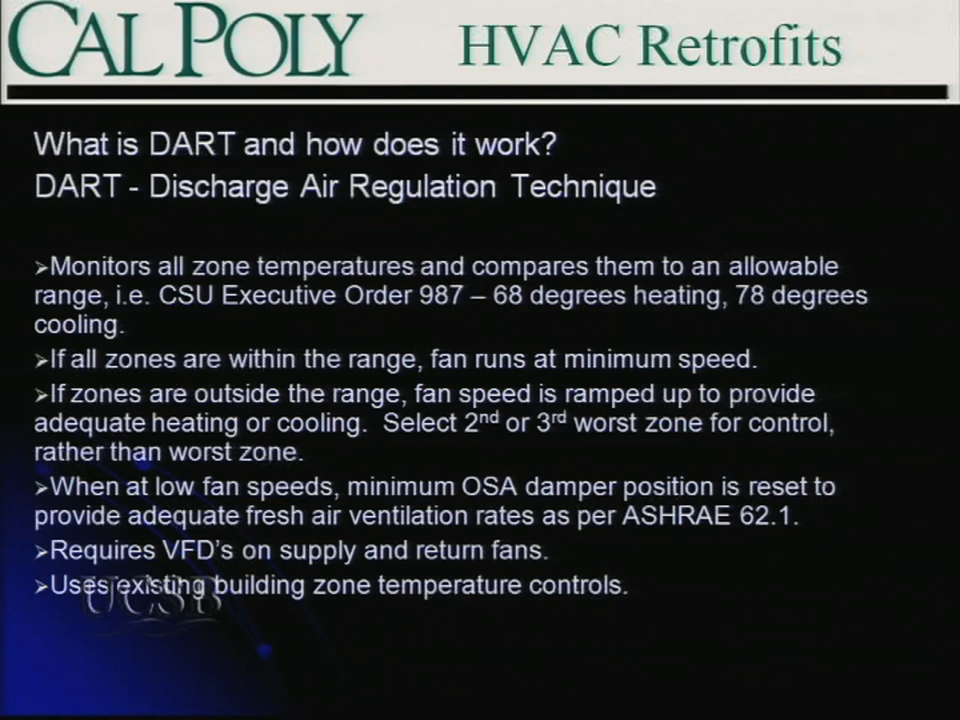 CAL POLY HVAC Retrofits
What is DART and how does it work?
DART - Discharge Air Regulation Technique
➢Monitors all zone temperatures and compares them to an allowable
range, i.e. CSU Executive Order 987 – 68 degrees heating, 78 degrees
cooling.
➢If all zones are within the range, fan runs at minimum speed.
➢If zones are outside the range, fan speed is ramped up to provide
adequate heating or cooling.  Select 2nd or 3rd worst zone for control,
rather than worst zone.
➢When at low fan speeds, minimum OSA damper position is reset to
provide adequate fresh air ventilation rates as per ASHRAE 62.1.
➢Requires VFD's on supply and return fans.
➢Uses existing building zone temperature controls.
UCSB